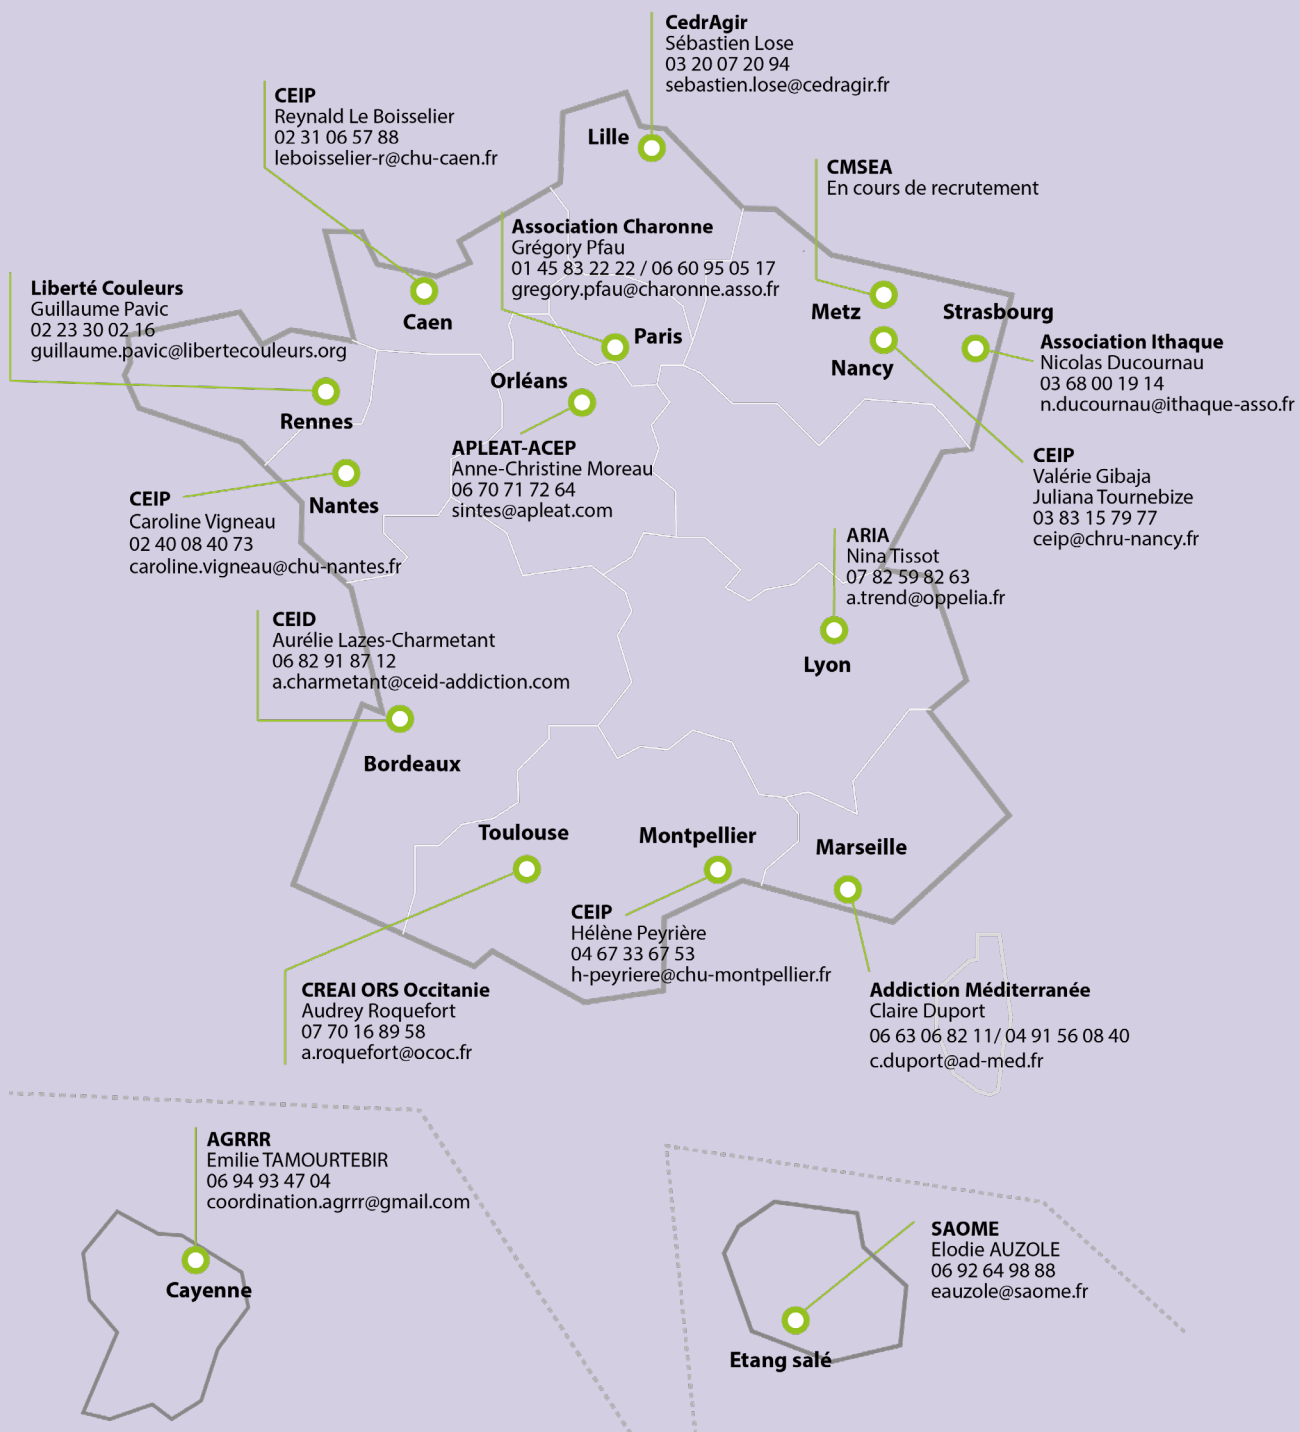 CedrAgir
Sébastien Lose
03 20 07 20 94
sebastien.lose@cedragir.fr
Lille
CEIP
Reynald Le Boisselier
02 31 06 57 88
leboisselier-r@chu-caen.fr
Caen
CMSEA
En cours de recrutement
Metz
Association Charonne
Grégory Pfau
01 45 83 22 22 / 06 60 95 05 17
gregory.pfau@charonne.asso.fr
Paris
Liberté Couleurs
Guillaume Pavic
02 23 30 02 16
guillaume.pavic@libertecouleurs.org
Rennes
Strasbourg
Association Ithaque
Nicolas Ducournau
03 68 00 19 14
n.ducournau@ithaque-asso.fr
Nancy
CEIP
Valérie Gibaja
Juliana Tournebize
03 83 15 79 77
ceip@chru-nancy.fr
Orléans
APLEAT-ACEP
Anne-Christine Moreau
06 70 71 72 64
sintes@apleat.com
CEIP
Caroline Vigneau
02 40 08 40 73
caroline.vigneau@chu-nantes.fr
Nantes
ARIA
Nina Tissot
07 82 59 82 63
a.trend@oppelia.fr
Lyon
CEID
Aurélie Lazes-Charmetant
06 82 91 87 12
a.charmetant@ceid-addiction.com
Bordeaux
Toulouse
CREAI ORS Occitanie
Audrey Roquefort
07 70 16 89 58
a.roquefort@ococ.fr
Montpellier
CEIP
Hélène Peyrière
04 67 33 67 53
h-peyriere@chu-montpellier.fr
Marseille
Addiction Méditerranée
Claire Duport
06 63 06 82 11/ 04 91 56 08 40
c.duport@ad-med.fr
AGRRR
Emilie TAMOURTEBIR
06 94 93 47 04
coordination.agrrr@gmail.com
Cayenne
SAOME
Elodie AUZOLE
06 92 64 98 88
eauzole@saome.fr
Etang salé